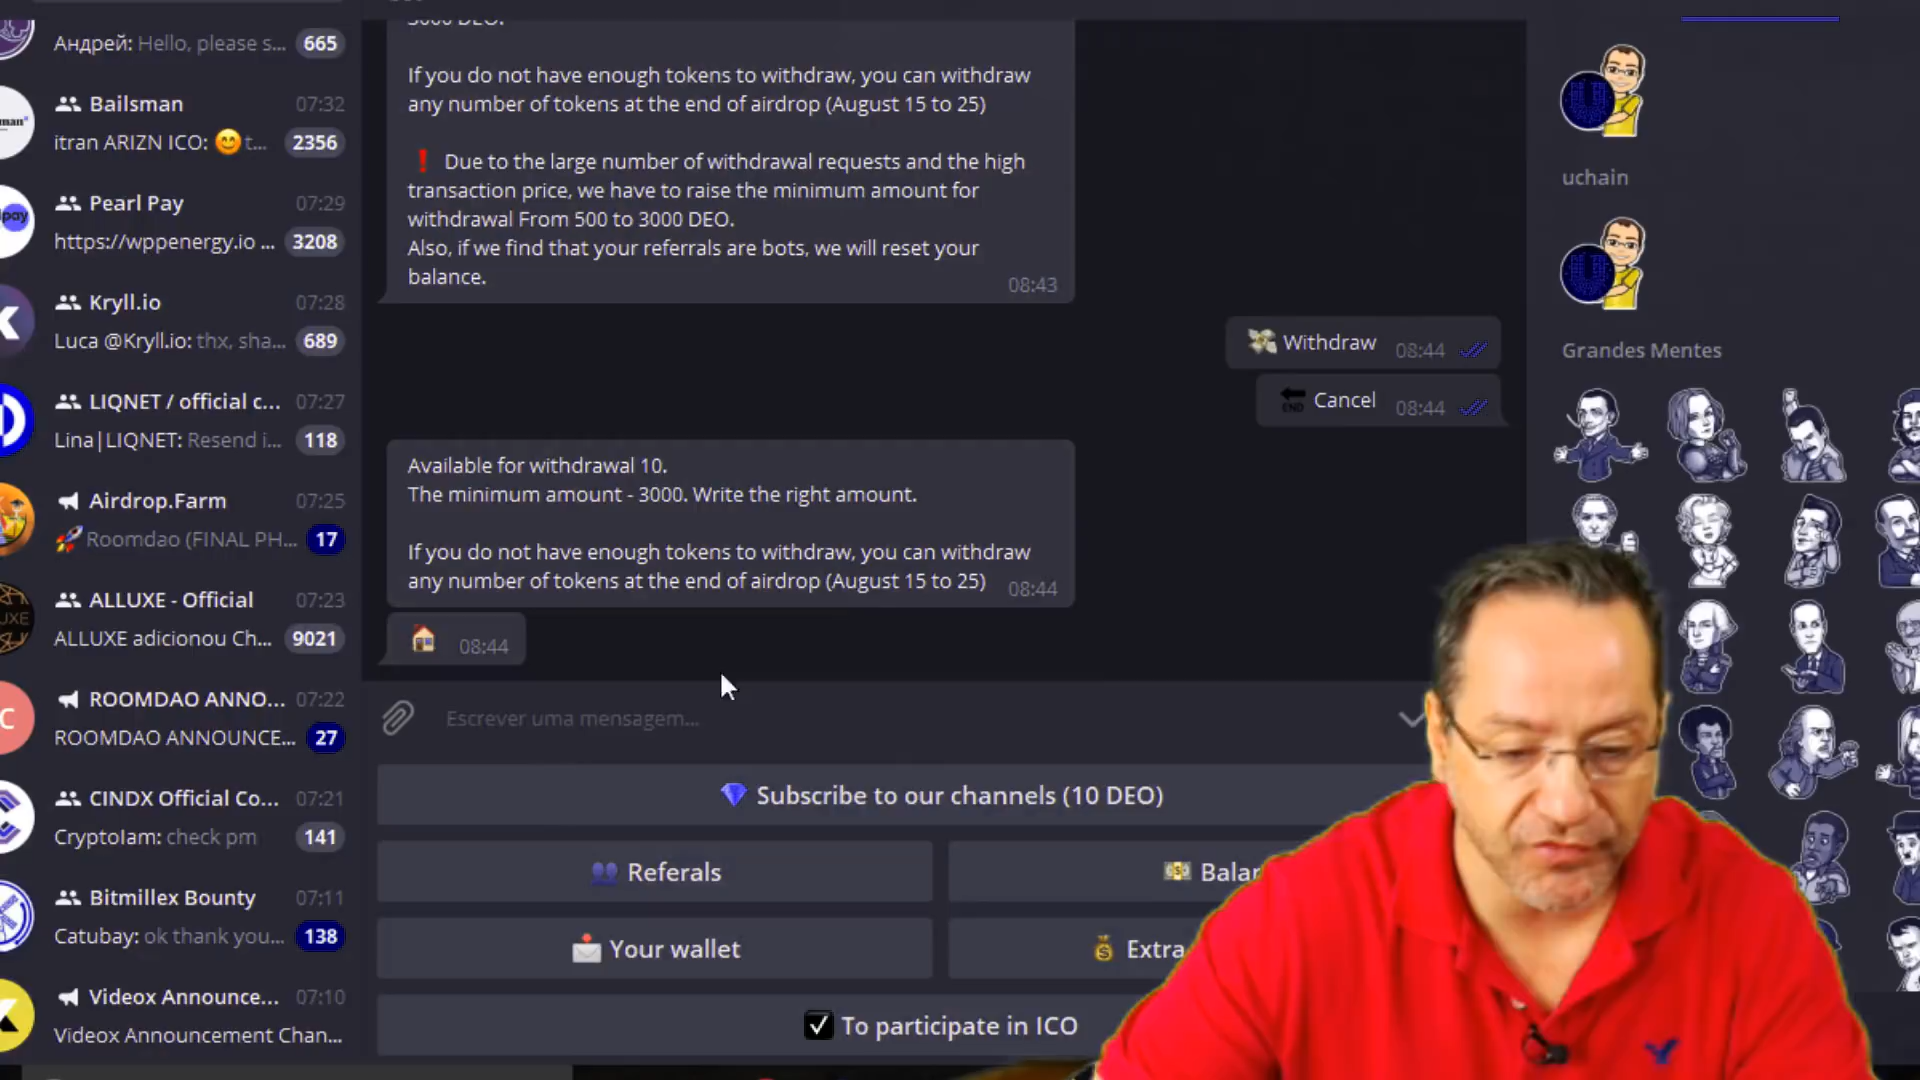 Андрей: Hello, please s... 665
Bailsman 07:32
itran ARIZN ICO: 😊 t... 2356
Pearl Pay 07:29
https://wppenergy.io ... 3208
Kryll.io 07:28
Luca @Kryll.io: thx, sha... 689
LIQNET / official c... 07:27
Lina|LIQNET: Resend i... 118
Airdrop.Farm 07:25
🚀 Roomdao (FINAL PH... 17
ALLUXE - Official 07:23
ALLUXE adicionou Ch... 9021
ROOMDAO ANNO... 07:22
ROOMDAO ANNOUNCE... 27
CINDX Official Co... 07:21
CryptoIam: check pm 141
Bitmillex Bounty 07:11
Catubay: ok thank you... 138
Videox Announce... 07:10
Videox Announcement Chan...
3000 DEO.
If you do not have enough tokens to withdraw, you can withdraw
any number of tokens at the end of airdrop (August 15 to 25)
❗ Due to the large number of withdrawal requests and the high
transaction price, we have to raise the minimum amount for
withdrawal From 500 to 3000 DEO.
Also, if we find that your referrals are bots, we will reset your
balance.
08:43
💸 Withdraw 08:44
🔚 Cancel 08:44
Available for withdrawal 10.
The minimum amount - 3000. Write the right amount.
If you do not have enough tokens to withdraw, you can withdraw
any number of tokens at the end of airdrop (August 15 to 25) 08:44
🏠 08:44
Escrever uma mensagem...
💎 Subscribe to our channels (10 DEO)
👥 Referrals
💵 Balan
📩 Your wallet
💰 Extra
✔ To participate in ICO
uchain
Grandes Mentes